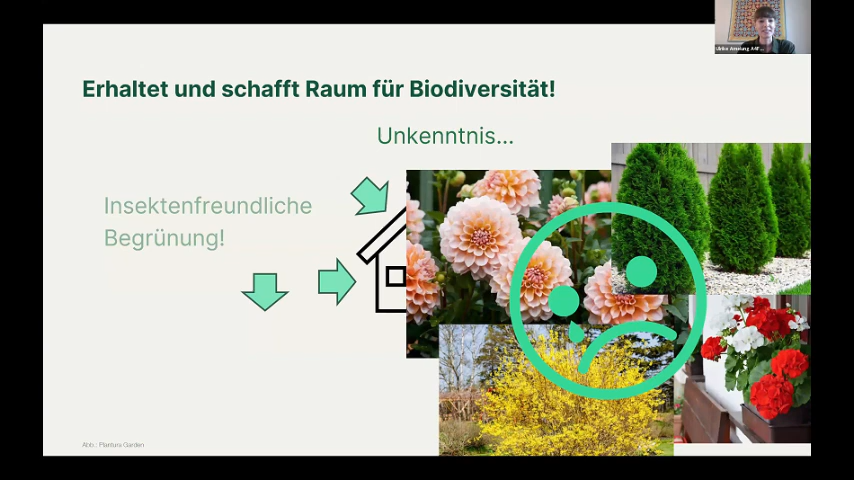 Erhaltet und schafft Raum für Biodiversität!
Unkenntnis...
Insektenfreundliche
Begrünung!
Abb.: Plantura Garden